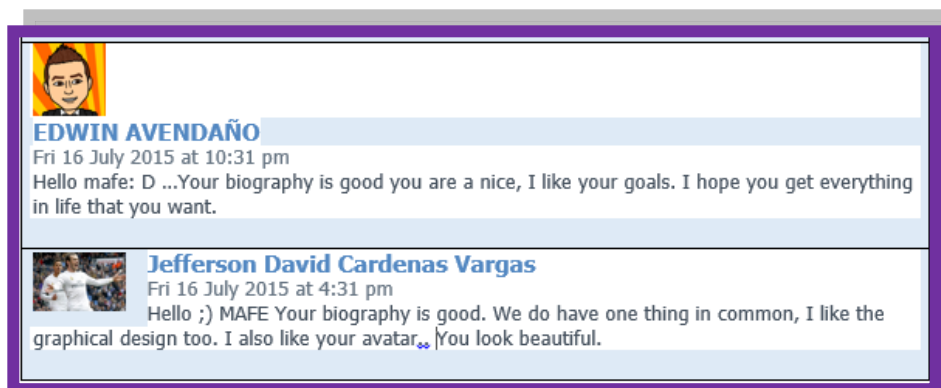 EDWIN AVENDAÑO
Fri 16 July 2015 at 10:31 pm
Hello mafe: D ...Your biography is good you are a nice, I like your goals. I hope you get everything
in life that you want.
Jefferson David Cardenas Vargas
Fri 16 July 2015 at 4:31 pm
Hello ;) MAFE Your biography is good. We do have one thing in common, I like the
graphical design too. I also like your avatar.. You look beautiful.